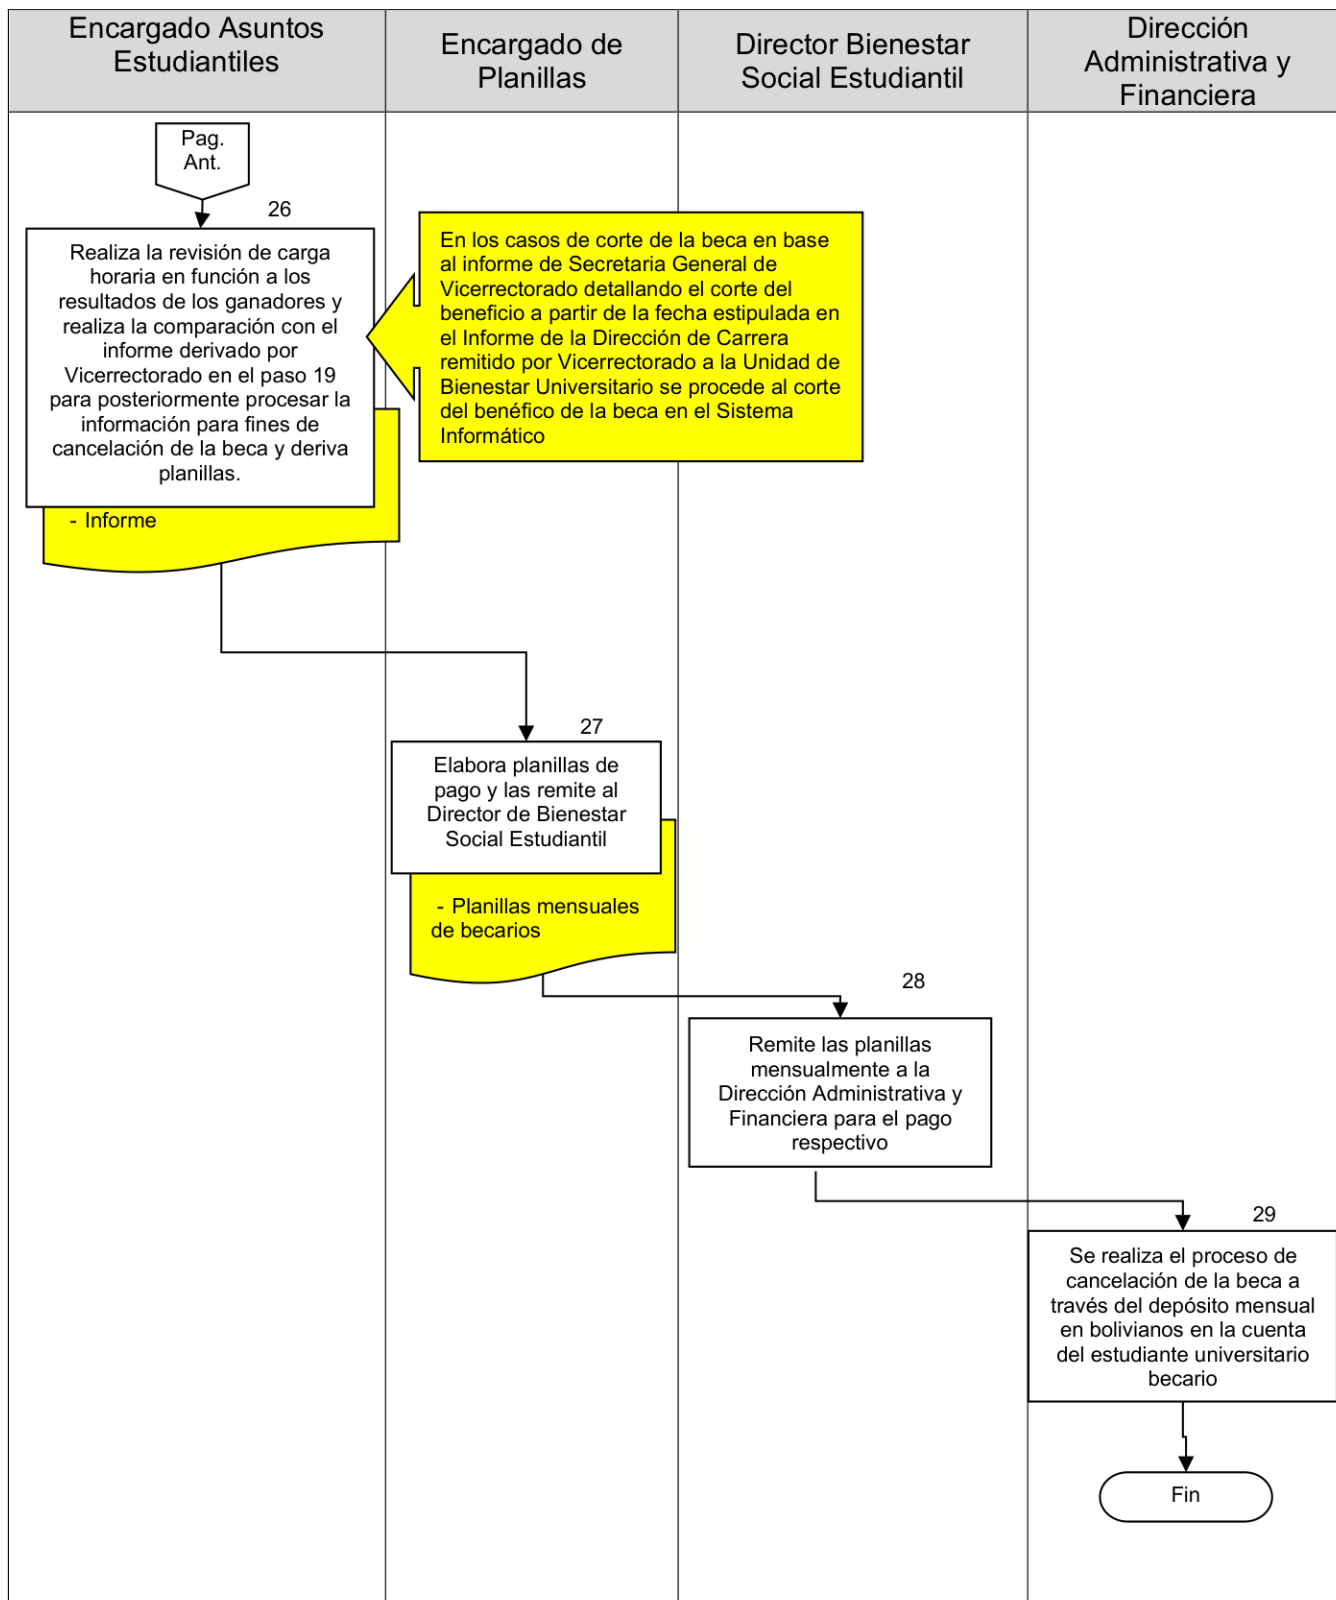 Encargado Asuntos
Estudiantiles
Encargado de
Planillas
Director Bienestar
Social Estudiantil
Dirección
Administrativa y
Financiera
Pag.
Ant.
26
Realiza la revisión de carga
horaria en función a los
resultados de los ganadores y
realiza la comparación con el
informe derivado por
Vicerrectorado en el paso 19
para posteriormente procesar la
información para fines de
cancelación de la beca y deriva
planillas.
- Informe
En los casos de corte de la beca en base
al informe de Secretaria General de
Vicerrectorado detallando el corte del
beneficio a partir de la fecha estipulada en
el Informe de la Dirección de Carrera
remitido por Vicerrectorado a la Unidad de
Bienestar Universitario se procede al corte
del benéfico de la beca en el Sistema
Informático
27
Elabora planillas de
pago y las remite al
Director de Bienestar
Social Estudiantil
- Planillas mensuales
de becarios
28
Remite las planillas
mensualmente a la
Dirección Administrativa y
Financiera para el pago
respectivo
29
Se realiza el proceso de
cancelación de la beca a
través del depósito mensual
en bolivianos en la cuenta
del estudiante universitario
becario
Fin